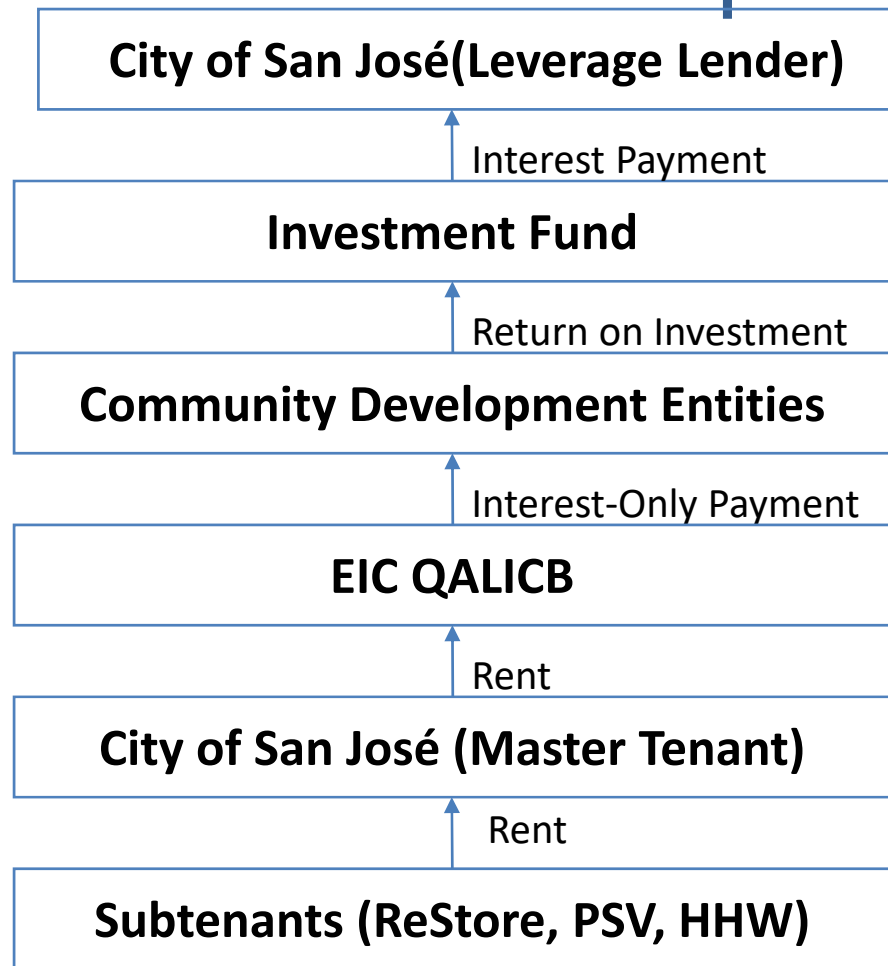 City of San José(Leverage Lender)
Interest Payment
Investment Fund
Return on Investment
Community Development Entities
Interest-Only Payment
EIC QALICB
Rent
City of San José (Master Tenant)
Rent
Subtenants (ReStore, PSV, HHW)